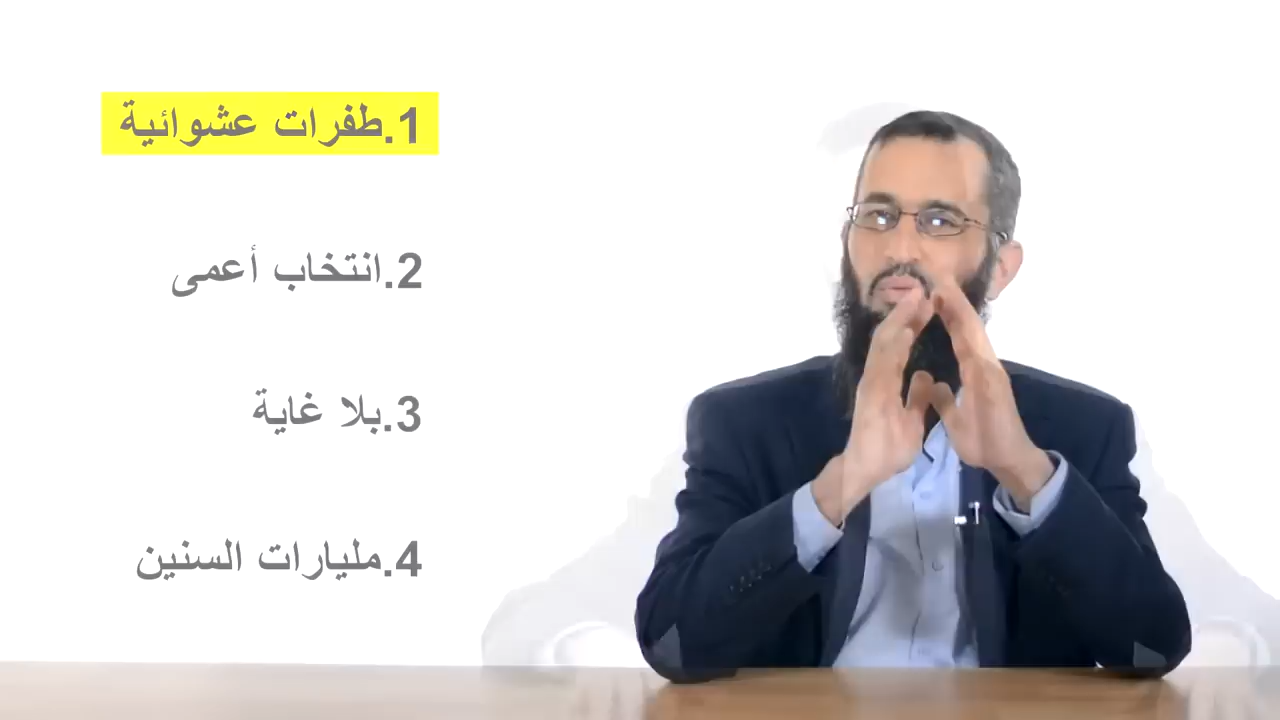 1.طفرات عشوائية
2.انتخاب أعمى
3.بلا غاية
4.مليارات السنين